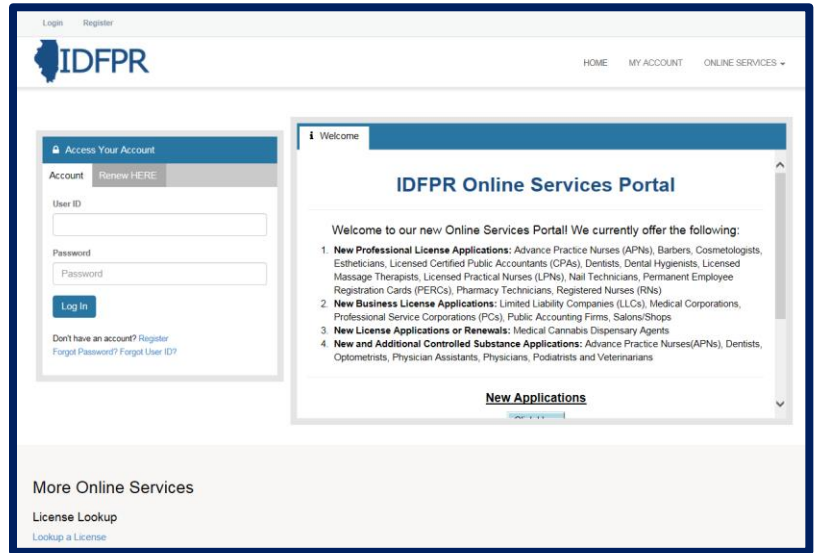 Login Register
IDFPR
HOME MY ACCOUNT ONLINE SERVICES
Access Your Account
Account Renew HERE
User ID
Password
Password
Log In
Don't have an account? Register
Forgot Password? Forgot User ID?
i Welcome
IDFPR Online Services Portal
Welcome to our new Online Services Portal! We currently offer the following:
1. New Professional License Applications: Advance Practice Nurses (APNs), Barbers, Cosmetologists,
Estheticians, Licensed Certified Public Accountants (CPAs), Dentists, Dental Hygienists, Licensed
Massage Therapists, Licensed Practical Nurses (LPNs), Nail Technicians, Permanent Employee
Registration Cards (PERCs), Pharmacy Technicians, Registered Nurses (RNs)
2. New Business License Applications: Limited Liability Companies (LLCs), Medical Corporations,
Professional Service Corporations (PCs), Public Accounting Firms, Salons/Shops
3. New License Applications or Renewals: Medical Cannabis Dispensary Agents
4. New and Additional Controlled Substance Applications: Advance Practice Nurses(APNs), Dentists,
Optometrists, Physician Assistants, Physicians, Podiatrists and Veterinarians
New Applications
More Online Services
License Lookup
Lookup a License